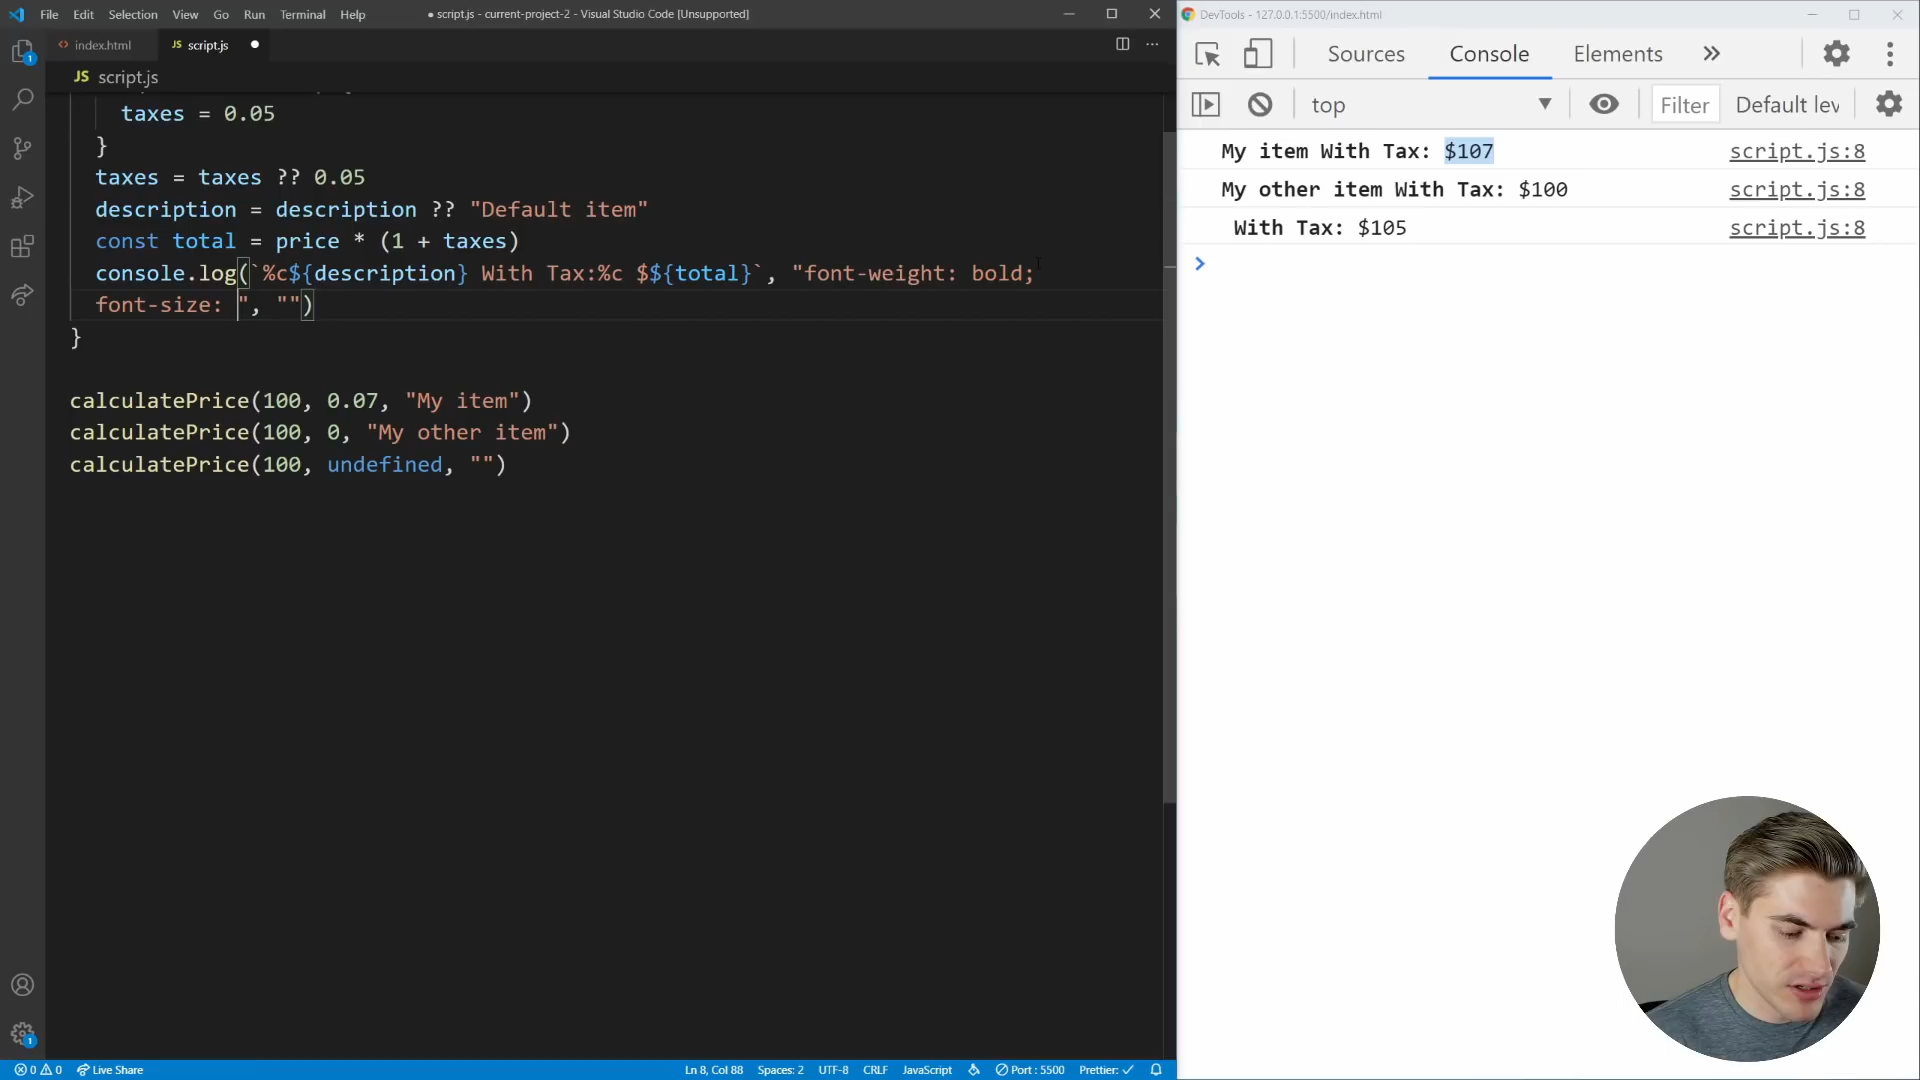 File Edit Selection View Go Run Terminal Help
● script.js - current-project-2 - Visual Studio Code [Unsupported]
index.html
JS script.js
JS script.js
taxes = 0.05
}
taxes = taxes ?? 0.05
description = description ?? "Default item"
const total = price * (1 + taxes)
console.log(`%c${description} With Tax:%c $${total}`, "font-weight: bold;
font-size: ", "")
}
calculatePrice(100, 0.07, "My item")
calculatePrice(100, 0, "My other item")
calculatePrice(100, undefined, "")
1
1
0 0 Live Share
Ln 8, Col 88 Spaces: 2 UTF-8 CRLF JavaScript Port : 5500 Prettier: ✓
DevTools - 127.0.0.1:5500/index.html
Sources Console Elements »
top Filter Default lev
My item With Tax: $107 script.js:8
My other item With Tax: $100 script.js:8
With Tax: $105 script.js:8
>